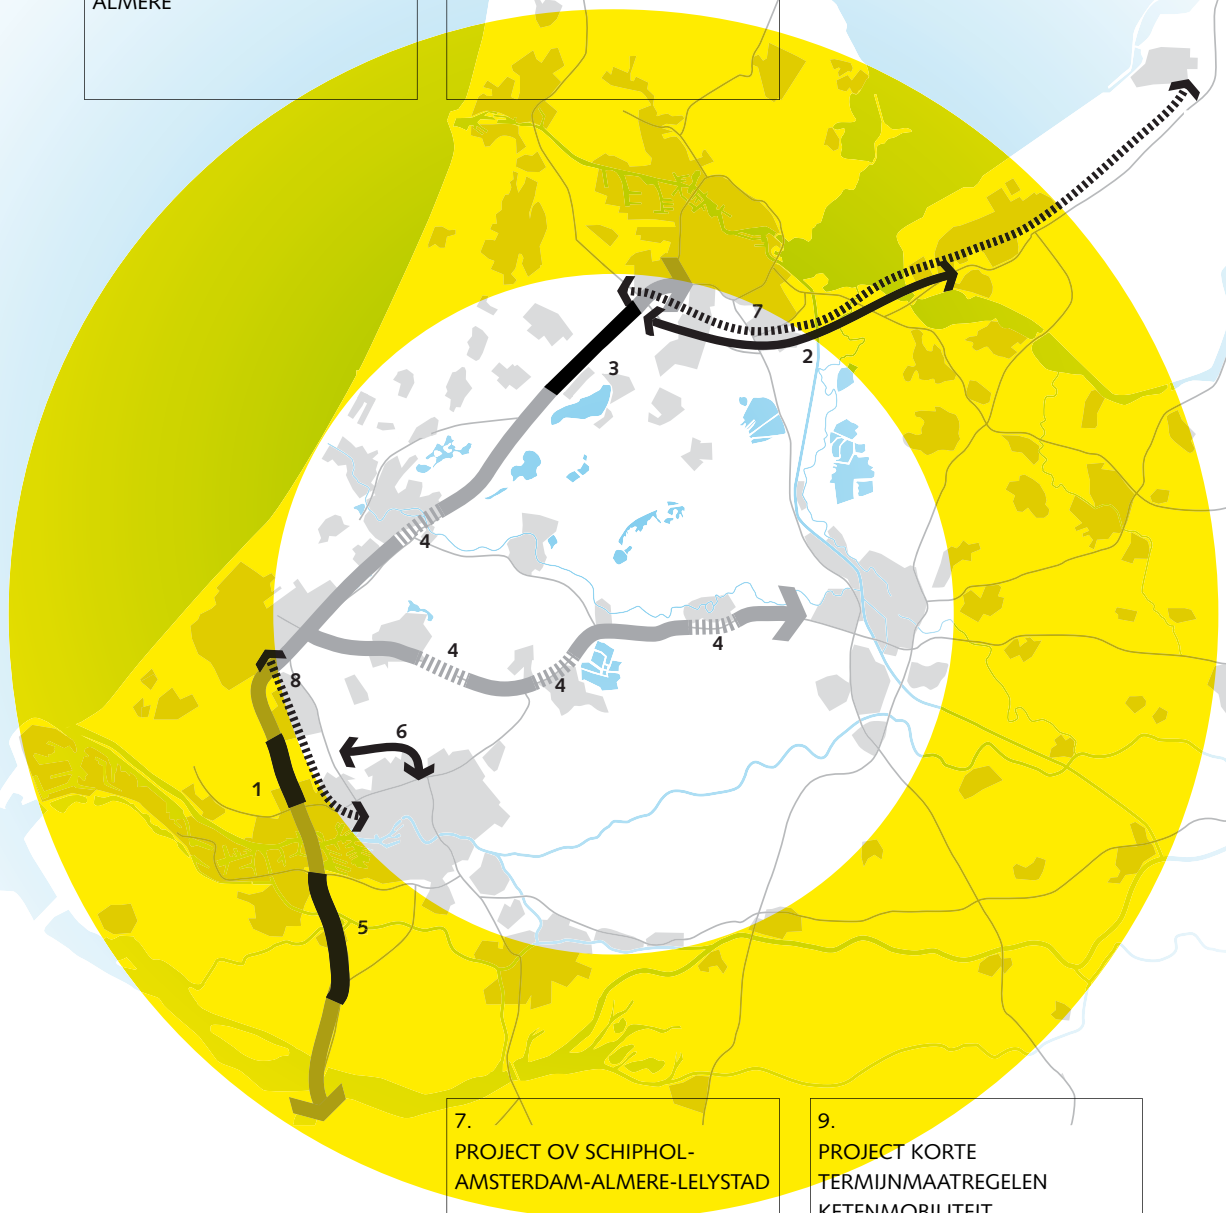 ALMERE
7
2
3
4
4
4
4
8
6
1
5
7.
PROJECT OV SCHIPHOL-
AMSTERDAM-ALMERE-LELYSTAD
9.
PROJECT KORTE
TERMIJNMAATREGELEN
KETENMOBILITEIT